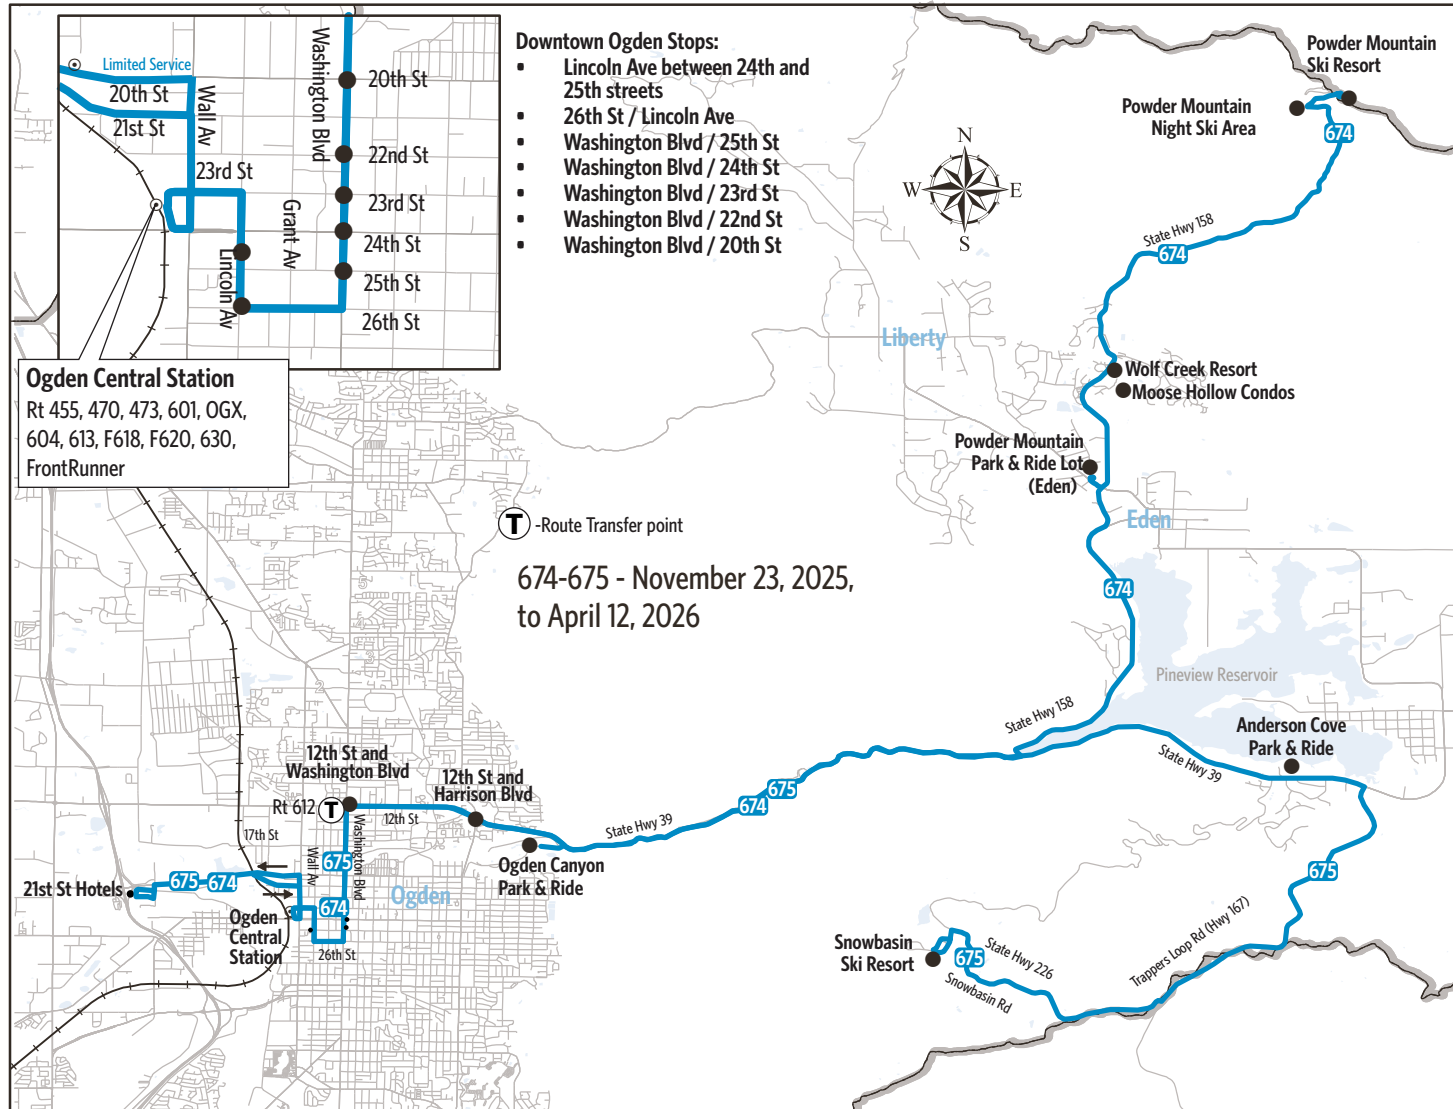 Limited Service
20th St
21st St
Wall Av
23rd St
Lincoln Av
Grant Av
Washington Blvd
20th St
22nd St
23rd St
24th St
25th St
26th St
Ogden Central Station
Rt 455, 470, 473, 601, OGX,
604, 613, F618, F620, 630,
FrontRunner
Downtown Ogden Stops:
▪ Lincoln Ave between 24th and
25th streets
▪ 26th St / Lincoln Ave
▪ Washington Blvd / 25th St
▪ Washington Blvd / 24th St
▪ Washington Blvd / 23rd St
▪ Washington Blvd / 22nd St
▪ Washington Blvd / 20th St
N
W
E
S
Powder Mountain
Ski Resort
Powder Mountain
Night Ski Area
674
State Hwy 158
674
Liberty
Wolf Creek Resort
Moose Hollow Condos
Powder Mountain
Park & Ride Lot
(Eden)
Eden
T -Route Transfer point
674-675 - November 23, 2025,
to April 12, 2026
674
Pineview Reservoir
State Hwy 158
Anderson Cove
Park & Ride
State Hwy 39
12th St and
Washington Blvd
12th St and
Harrison Blvd
Rt 612 T
12th St
17th St
Wall Av
Washington Blvd
675
674
675
State Hwy 39
Ogden Canyon
Park & Ride
21st St Hotels
675
674
Ogden
Ogden
Central
Station
674
26th St
675
Trappers Loop Rd (Hwy 167)
Snowbasin
Ski Resort
675
State Hwy 226
Snowbasin Rd